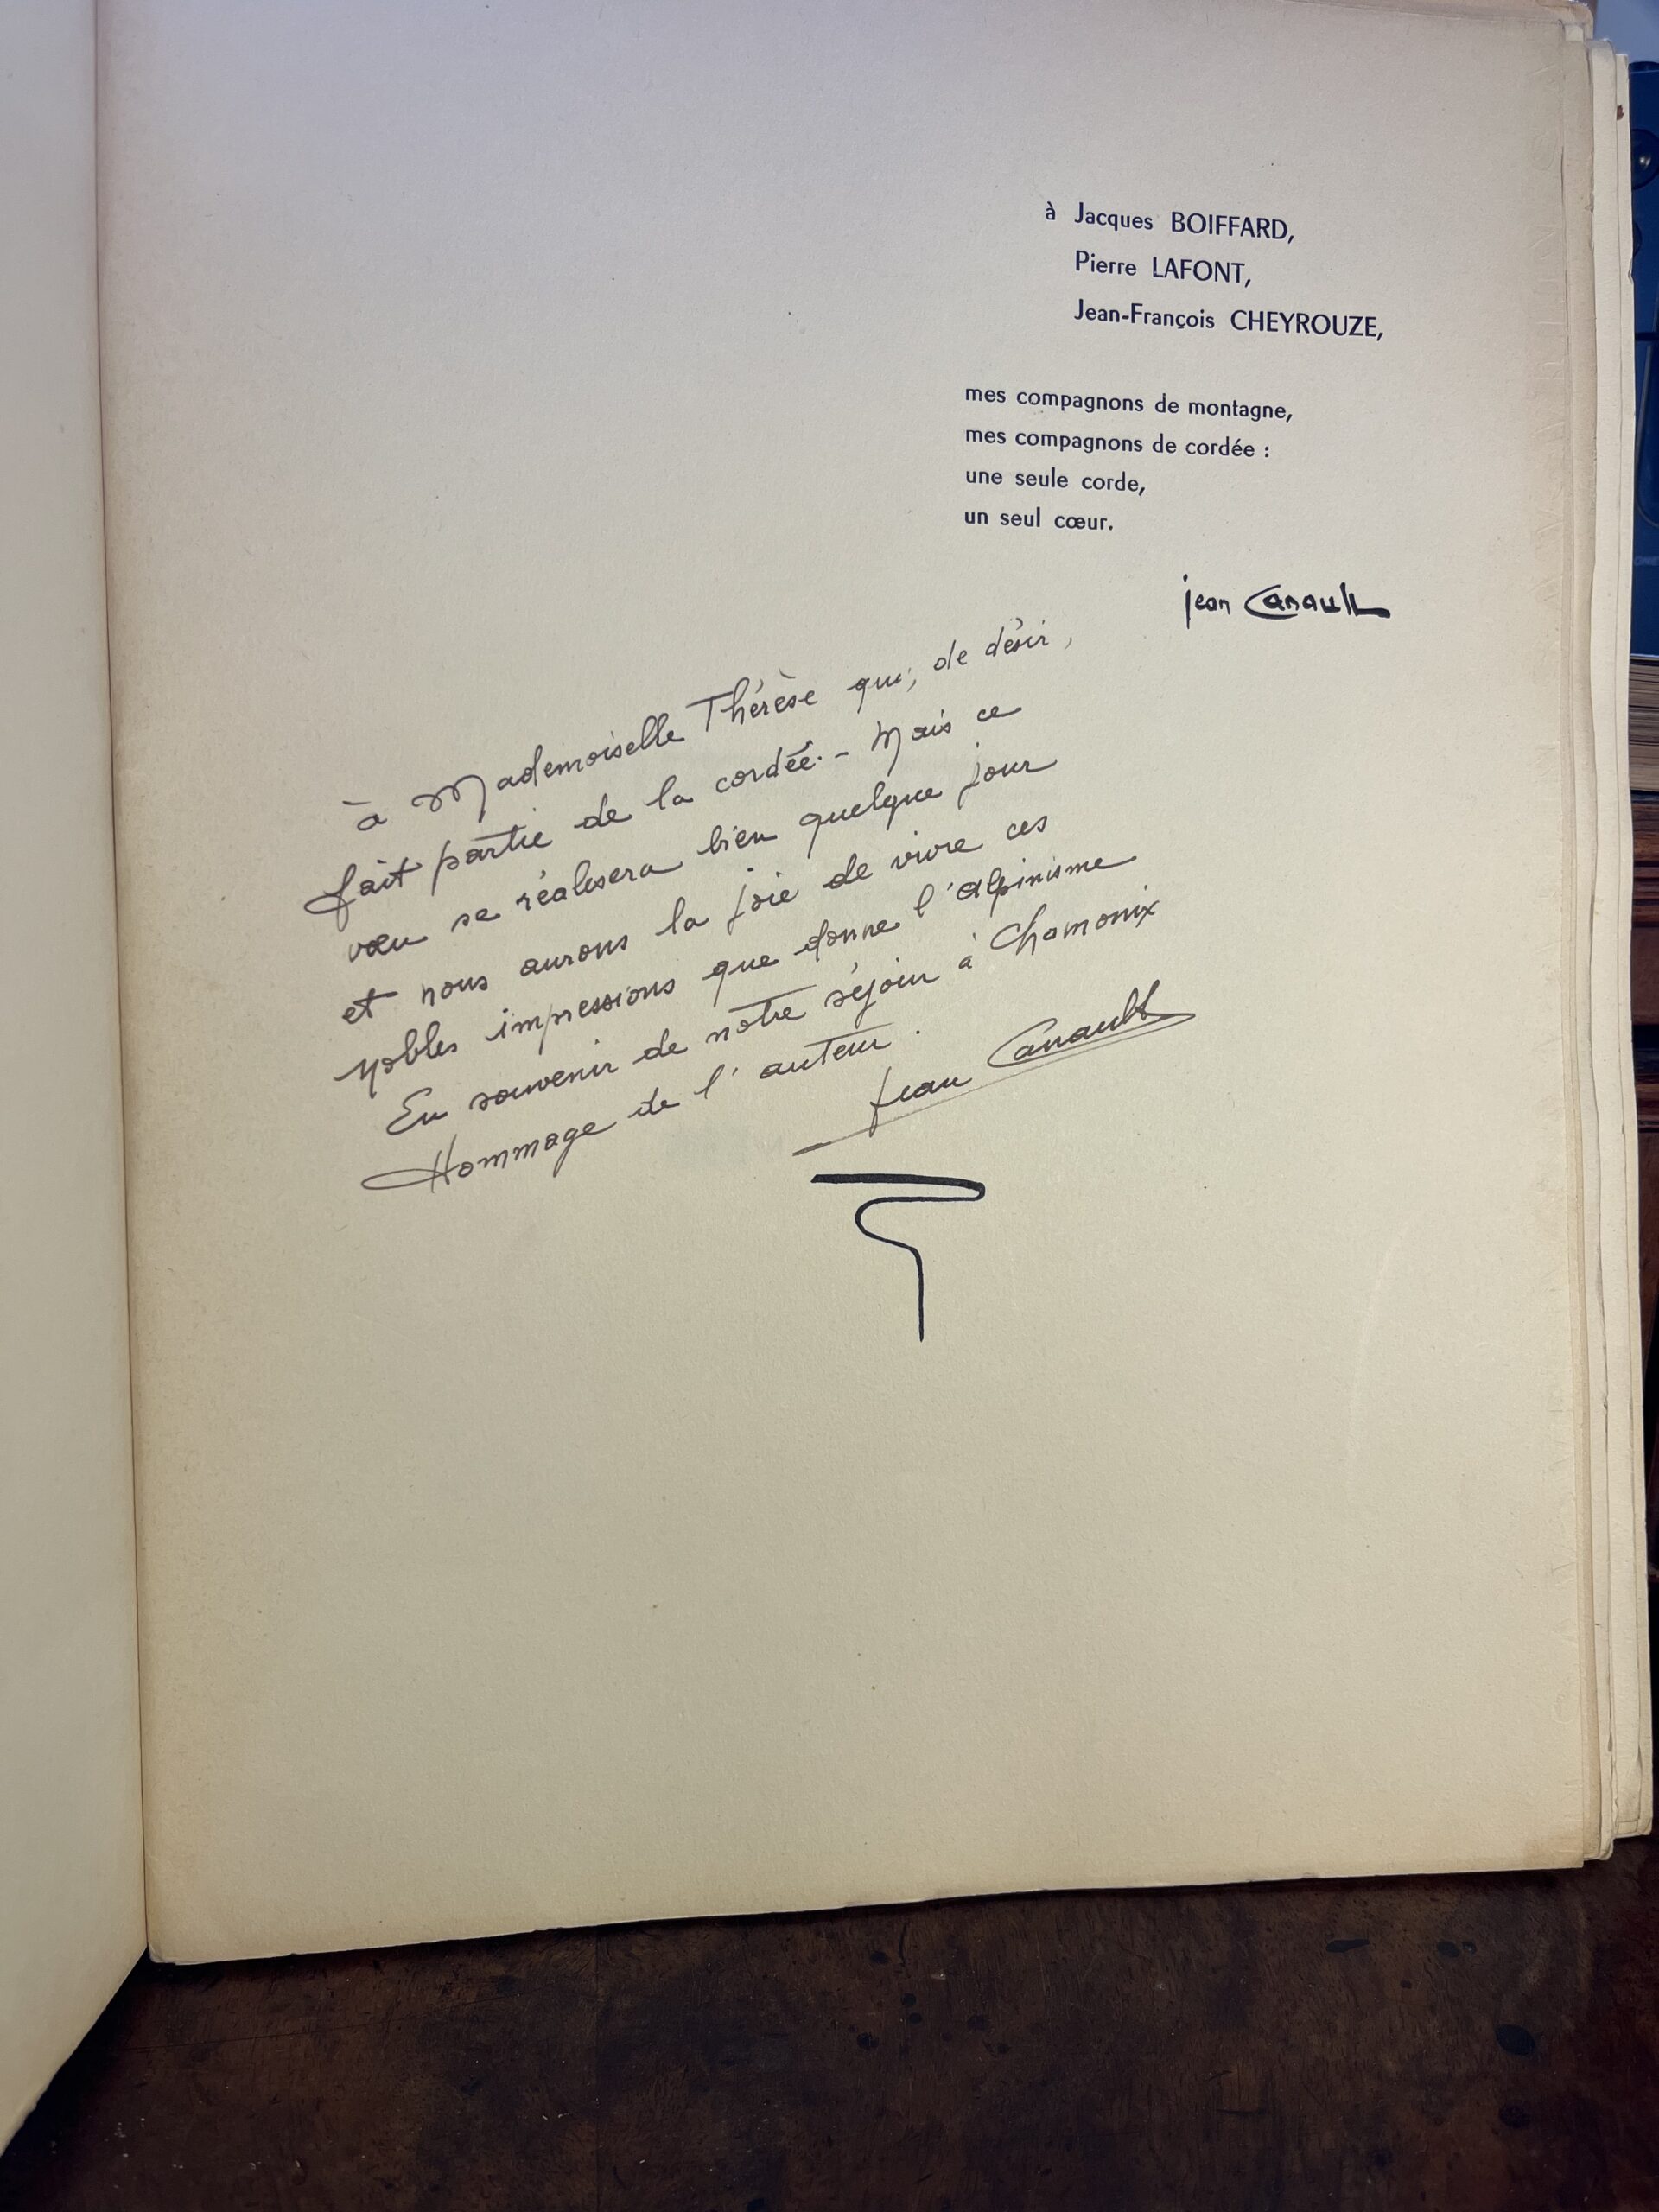 à Jacques BOIFFARD,
Pierre LAFONT,
Jean-François CHEYROUZE,
mes compagnons de montagne,
mes compagnons de cordée :
une seule corde,
un seul cœur.
jean Canault
à Mademoiselle Thérèse qui, de désir,
fait partie de la cordée. - Mais ce
vœu se réalisera bien quelque jour
et nous aurons la joie de vivre ces
nobles impressions que donne l'alpinisme
En souvenir de notre séjour à Chamonix
Hommage de l'auteur.
Jean Canault